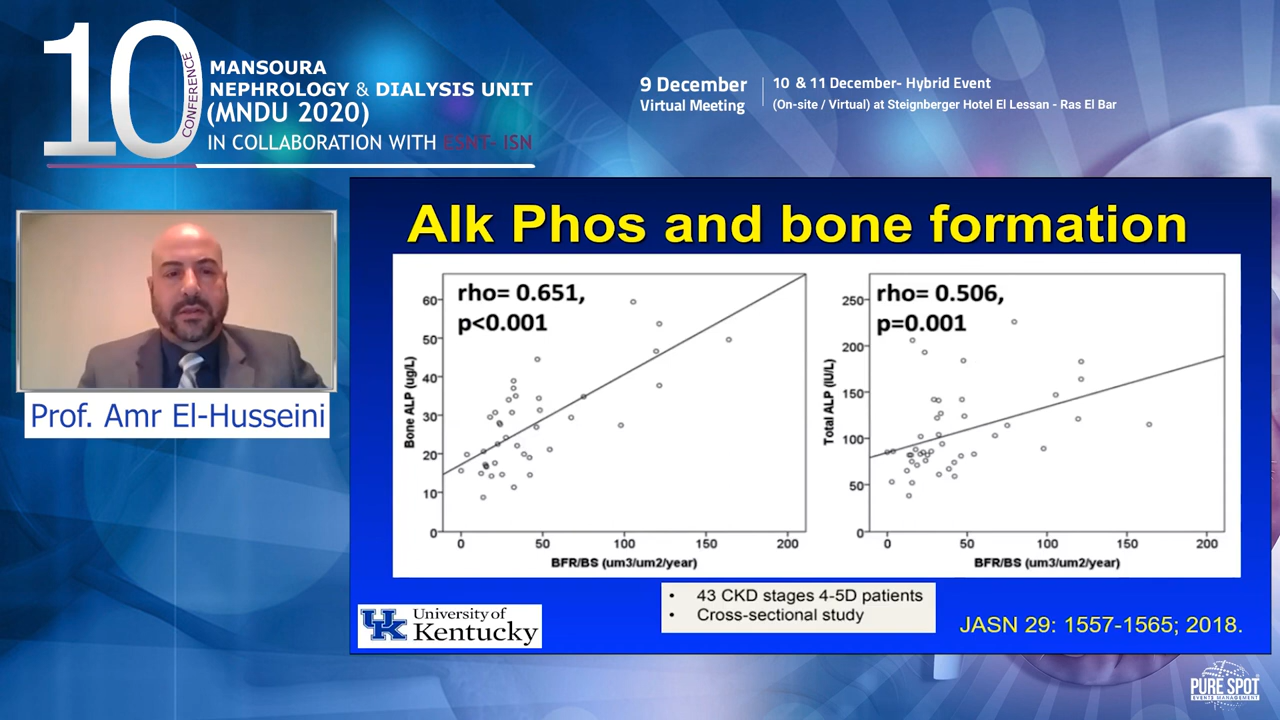 10
CONFERENCE
MANSOURA
NEPHROLOGY & DIALYSIS UNIT
(MNDU 2020)
IN COLLABORATION WITH ESNT- ISN
9 December
Virtual Meeting
10 & 11 December- Hybrid Event
(On-site / Virtual) at Steignberger Hotel El Lessan - Ras El Bar
Prof. Amr El-Husseini
Alk Phos and bone formation
rho= 0.651,
p<0.001
Bone ALP (ug/L)
60
50
40
30
20
10
0
0 50 100 150 200
BFR/BS (um3/um2/year)
rho= 0.506,
p=0.001
Total ALP (IU/L)
250
200
150
100
50
0
0 50 100 150 200
BFR/BS (um3/um2/year)
• 43 CKD stages 4-5D patients
• Cross-sectional study
UK
University of
Kentucky
JASN 29: 1557-1565; 2018.
PURE SPOT
EVENTS MANAGEMENT